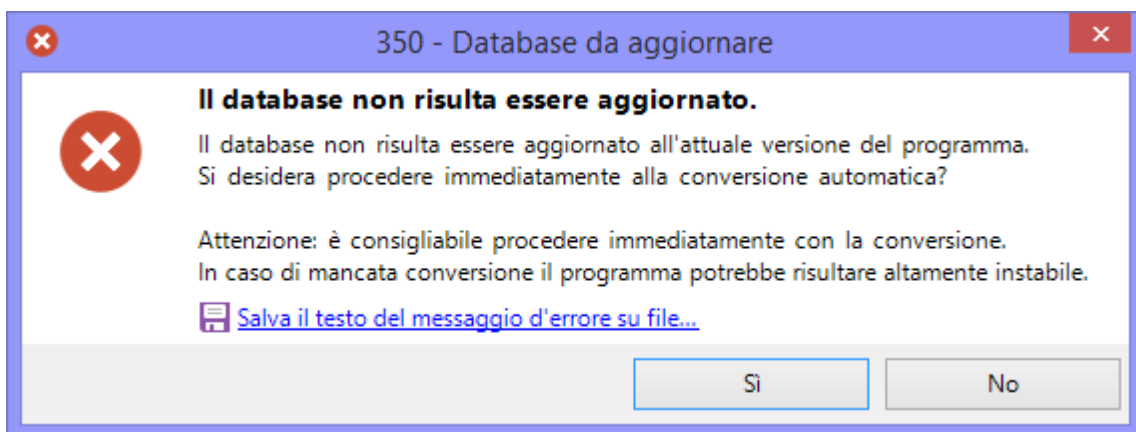 350 - Database da aggiornare
Il database non risulta essere aggiornato.
Il database non risulta essere aggiornato all'attuale versione del programma.
Si desidera procedere immediatamente alla conversione automatica?
Attenzione: è consigliabile procedere immediatamente con la conversione.
In caso di mancata conversione il programma potrebbe risultare altamente instabile.
Salva il testo del messaggio d'errore su file...
Sì
No